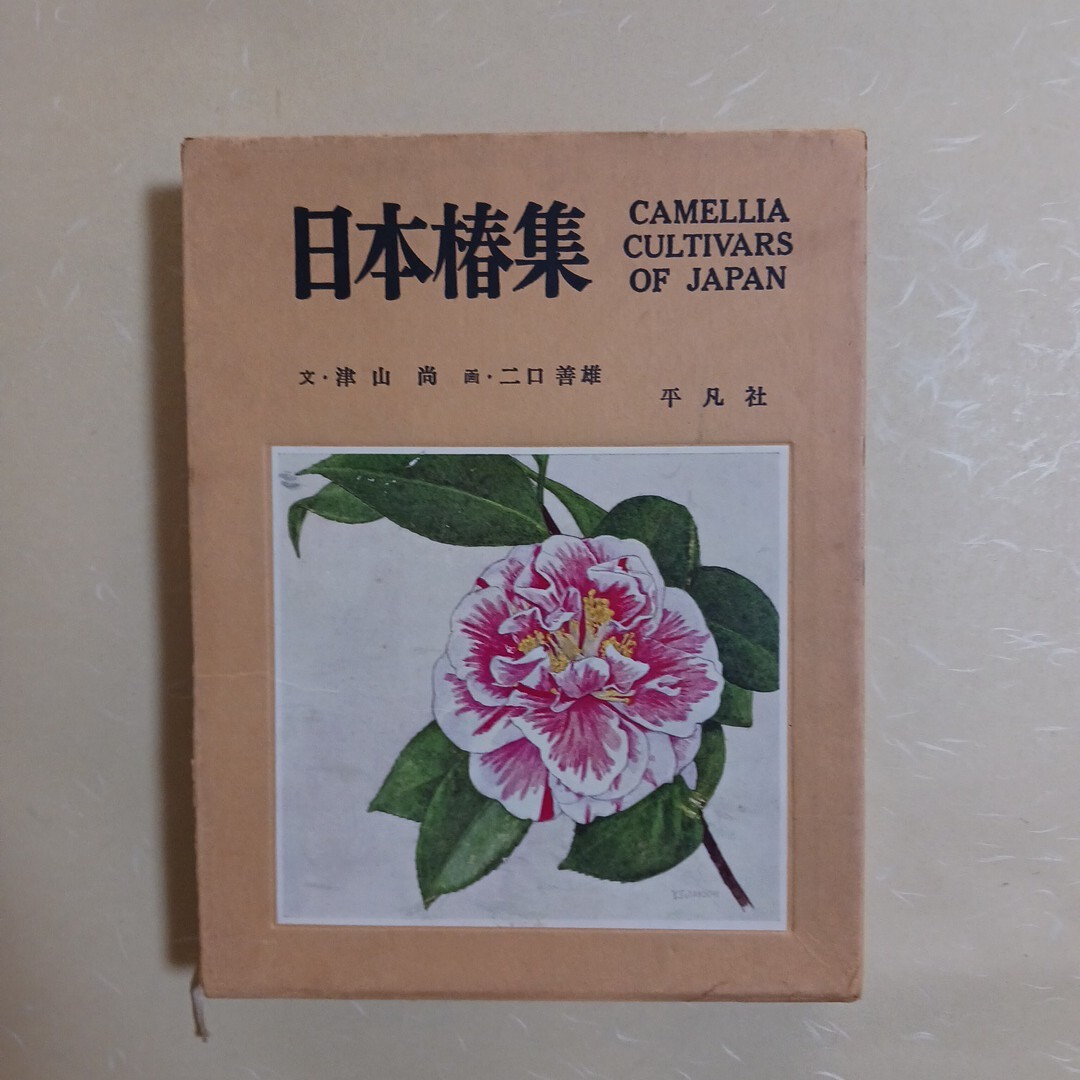 日本椿集
CAMELLIA
CULTIVARS
OF JAPAN
文・津山 尚 画・二口善雄
平凡社